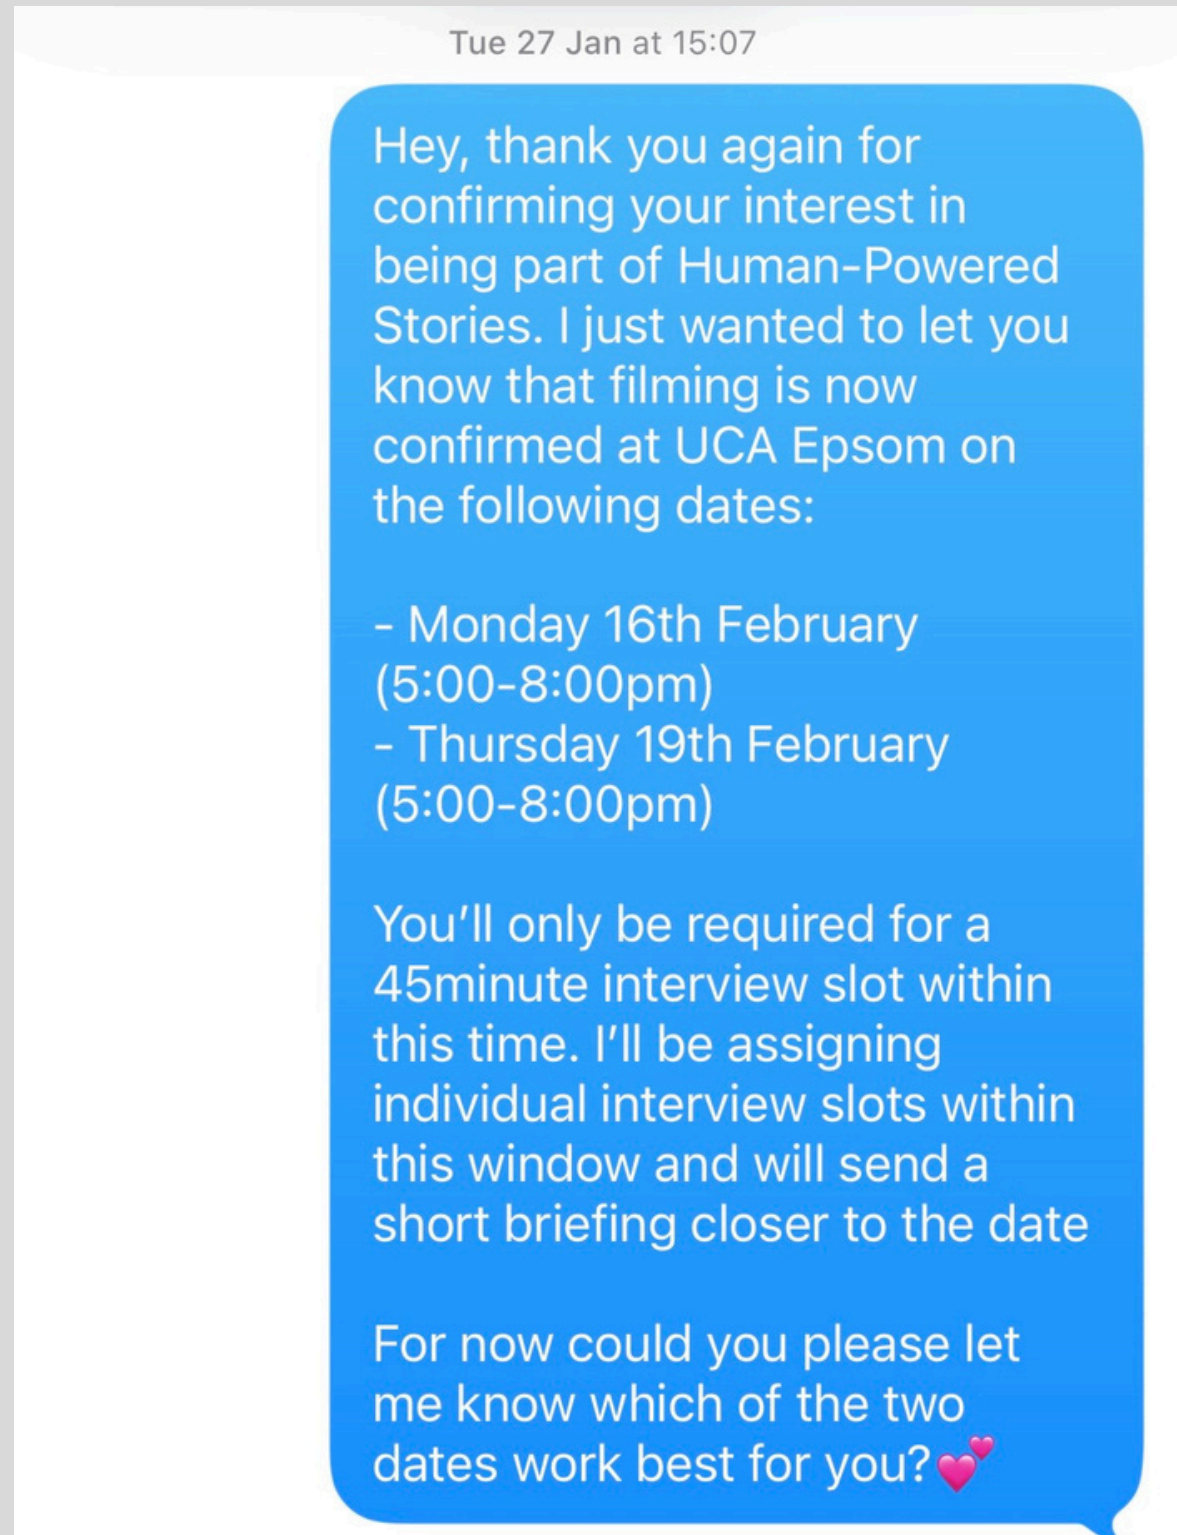 Tue 27 Jan at 15:07
Hey, thank you again for
confirming your interest in
being part of Human-Powered
Stories. I just wanted to let you
know that filming is now
confirmed at UCA Epsom on
the following dates:
- Monday 16th February
(5:00-8:00pm)
- Thursday 19th February
(5:00-8:00pm)
You’ll only be required for a
45minute interview slot within
this time. I’ll be assigning
individual interview slots within
this window and will send a
short briefing closer to the date
For now could you please let
me know which of the two
dates work best for you?💕